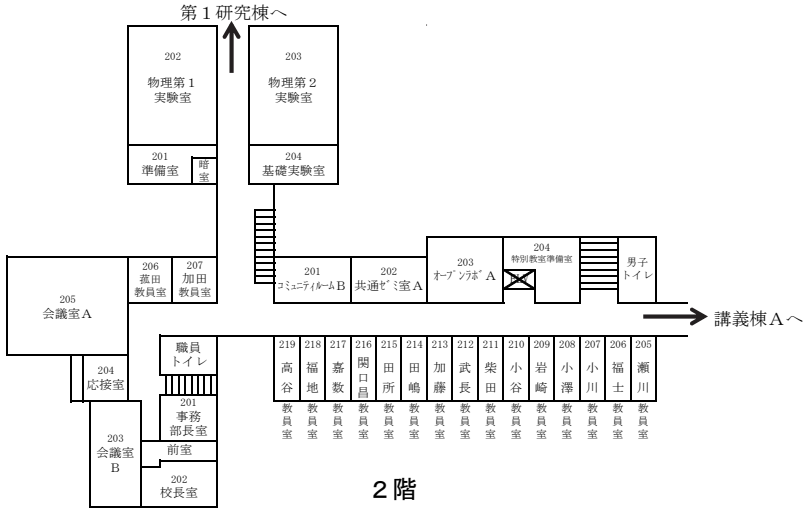 第１研究棟へ
202
物理第１
実験室
203
物理第２
実験室
201
準備室
暗室
204
基礎実験室
206
菰田
教員室
207
加田
教員室
201
コミュニティルームＢ
202
共通ゼミ室Ａ
203
オープンラボＡ
204
特別教室準備室
男子
トイレ
205
会議室Ａ
講義棟Ａへ
職員
トイレ
204
応接室
201
事務
部長室
203
会議室
Ｂ
前室
202
校長室
219
高谷
教員室
218
福地
教員室
217
嘉数
教員室
216
関口昌
教員室
215
田所
教員室
214
田嶋
教員室
213
加藤
教員室
212
武長
教員室
211
柴田
教員室
210
小谷
教員室
209
岩崎
教員室
208
小澤
教員室
207
小川
教員室
206
福士
教員室
205
瀬川
教員室
２階